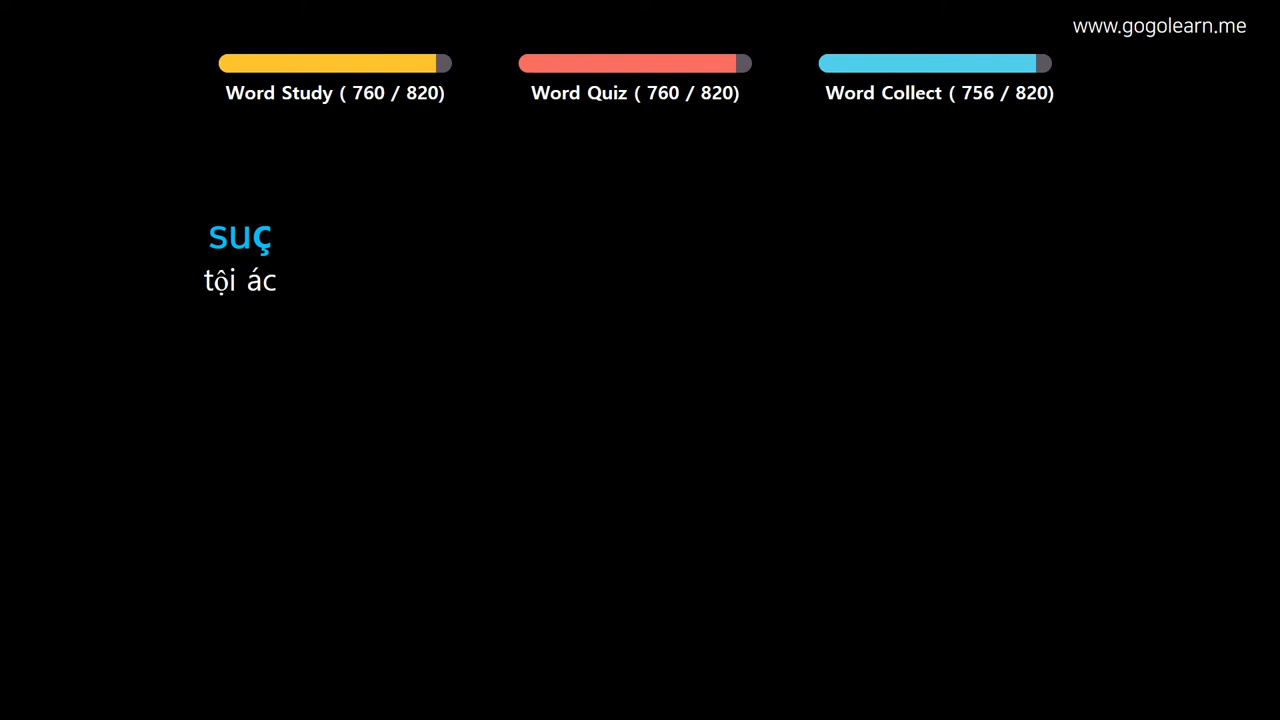 www.gogolearn.me
Word Study ( 760 / 820)
Word Quiz ( 760 / 820)
Word Collect ( 756 / 820)
suç
tội ác